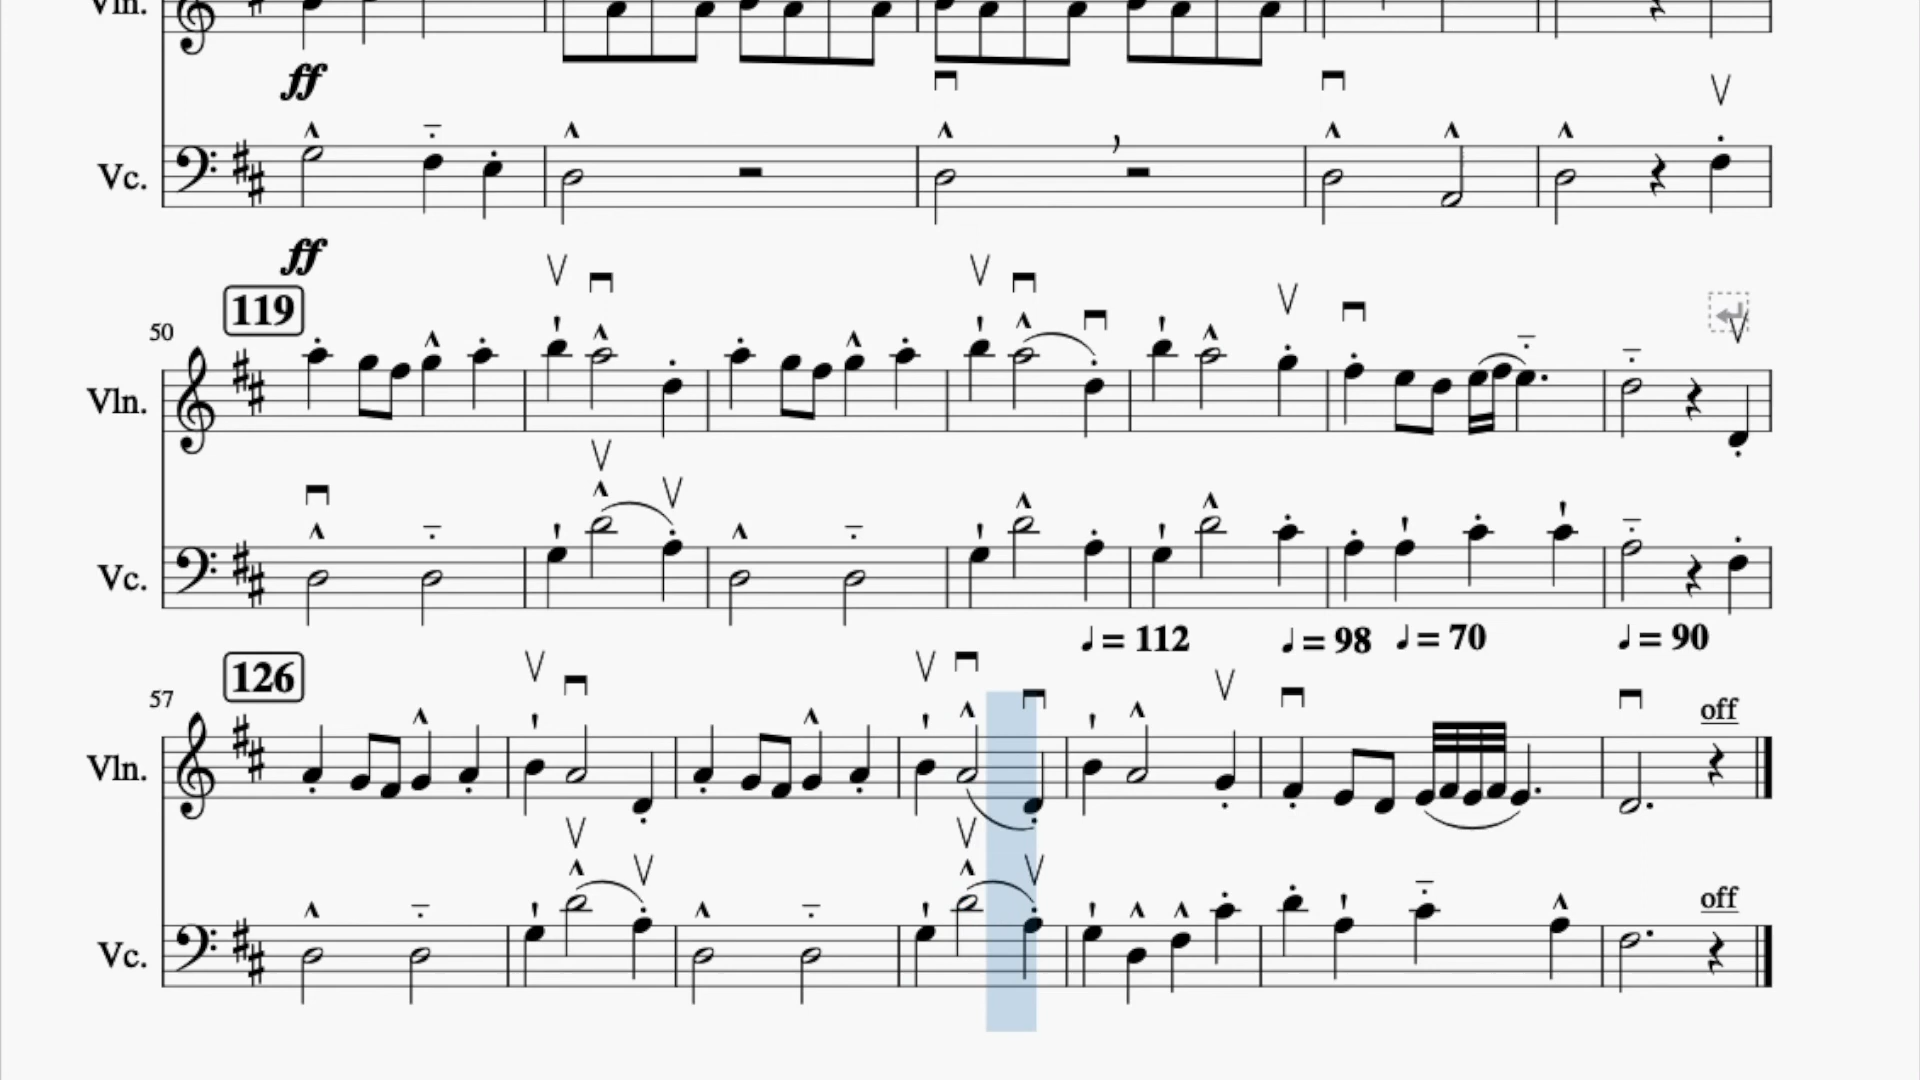 Vln.
ff
Vc.
ff
119
50
Vln.
Vc.
♩ = 112 ♩ = 98 ♩ = 70 ♩ = 90
126
57
off
Vln.
off
Vc.